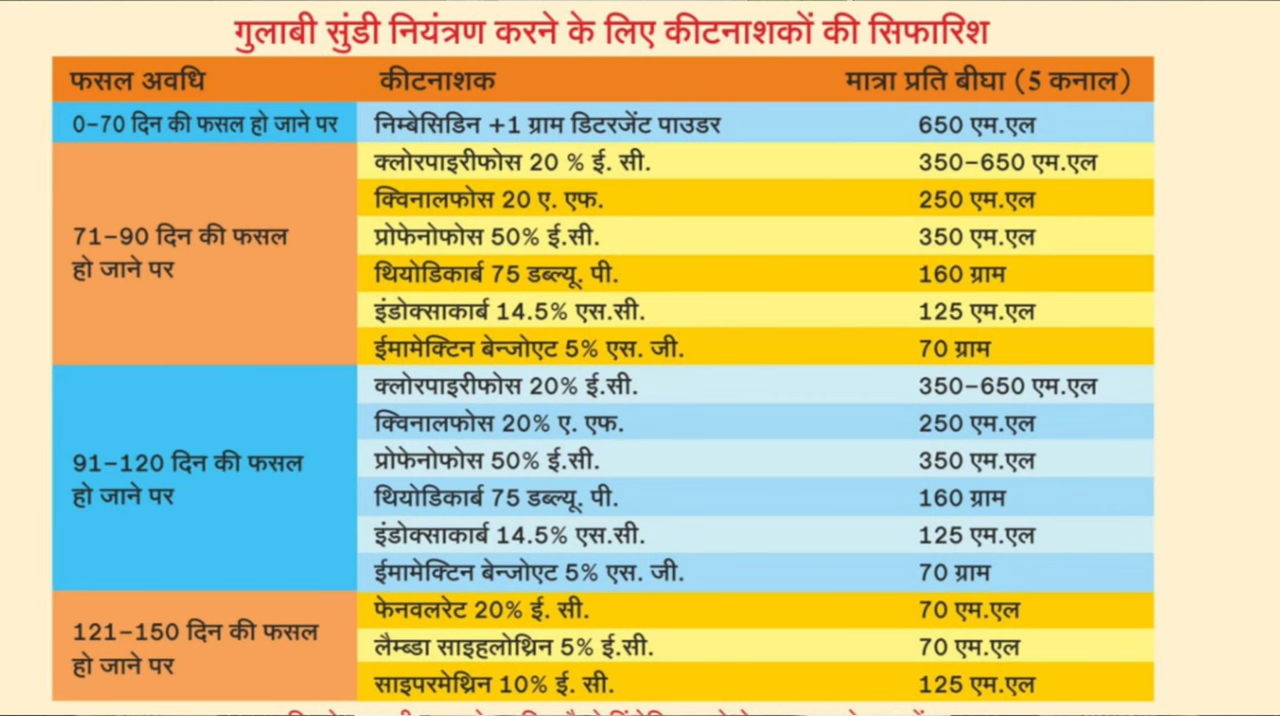 गुलाबी सुंडी नियंत्रण करने के लिए कीटनाशकों की सिफारिश
फसल अवधि कीटनाशक मात्रा प्रति बीघा (5 कनाल)
0-70 दिन की फसल हो जाने पर निम्बेसिडिन +1 ग्राम डिटरजेंट पाउडर 650 एम.एल
71-90 दिन की फसल
हो जाने पर
क्लोरपाइरीफोस 20 % ई. सी. 350-650 एम.एल
क्विनालफोस 20 ए. एफ. 250 एम.एल
प्रोफेनोफोस 50% ई.सी. 350 एम.एल
थियोडिकार्ब 75 डब्ल्यू. पी. 160 ग्राम
इंडोक्साकार्ब 14.5% एस.सी. 125 एम.एल
ईमामेक्टिन बेन्जोएट 5% एस. जी. 70 ग्राम
91-120 दिन की फसल
हो जाने पर
क्लोरपाइरीफोस 20% ई.सी. 350-650 एम.एल
क्विनालफोस 20% ए. एफ. 250 एम.एल
प्रोफेनोफोस 50% ई.सी. 350 एम.एल
थियोडिकार्ब 75 डब्ल्यू. पी. 160 ग्राम
इंडोक्साकार्ब 14.5% एस.सी. 125 एम.एल
ईमामेक्टिन बेन्जोएट 5% एस. जी. 70 ग्राम
121-150 दिन की फसल
हो जाने पर
फेनवलरेट 20% ई. सी. 70 एम.एल
लैम्ब्डा साइहलोथ्रिन 5% ई.सी. 70 एम.एल
साइपरमेथ्रिन 10% ई. सी. 125 एम.एल